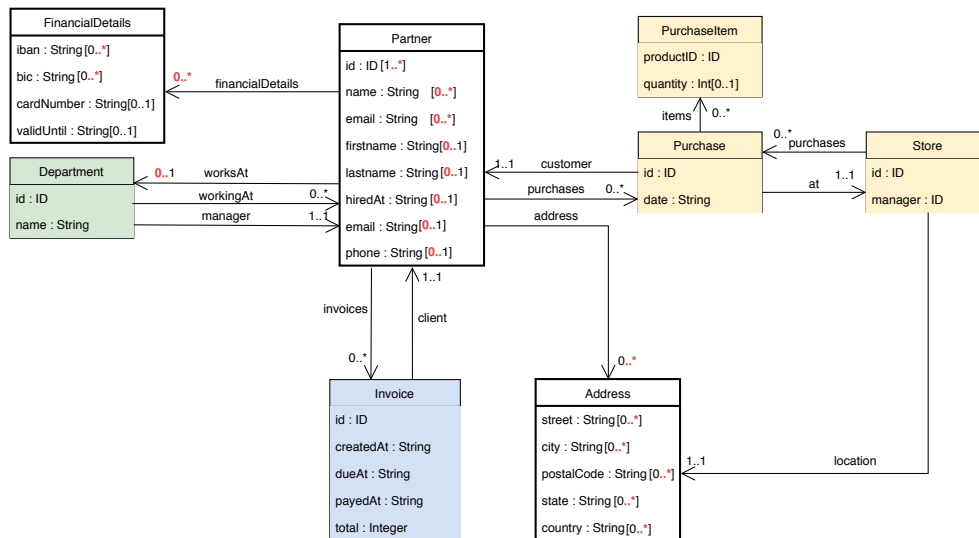 FinancialDetails
iban : String [0..*]
bic : String [0..*]
cardNumber : String[0..1]
validUntil : String[0..1]
0..*
financialDetails
Partner
id : ID [1..*]
name : String [0..*]
email : String [0..*]
firstname : String[0..1]
lastname : String [0..1]
hiredAt : String [0..1]
email : String[0..1]
phone : String [0..1]
PurchaseItem
productID : ID
quantity : Int[0..1]
items
0..*
Department
id : ID
name : String
0..1
worksAt
workingAt
0..*
manager
1..1
1..1
customer
purchases
0..*
address
Purchase
id : ID
date : String
0..*
purchases
at
1..1
Store
id : ID
manager : ID
invoices
0..*
1..1
client
0..*
Invoice
id : ID
createdAt : String
dueAt : String
payedAt : String
total : Integer
Address
street : String[0..*]
city : String [0..*]
postalCode : String [0..*]
state : String [0..*]
country : String[0..*]
1..1
location